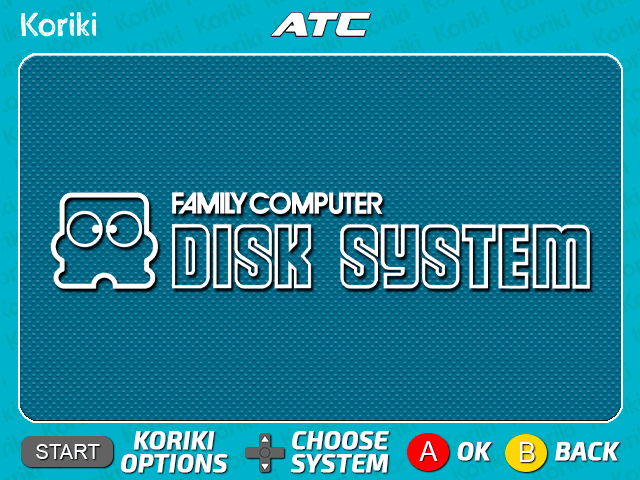 Koriki
ATC
FAMILY COMPUTER
DISK SYSTEM
START
KORIKI
OPTIONS
CHOOSE
SYSTEM
A
OK
B
BACK